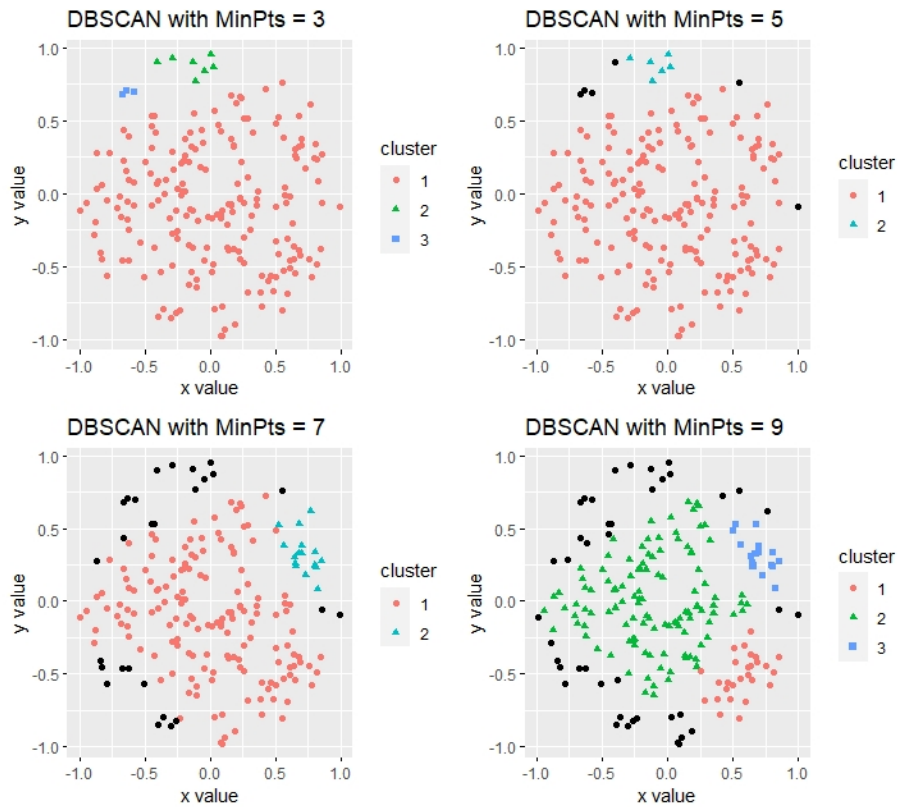 DBSCAN with MinPts = 3
1.0
0.5
0.0
-0.5
-1.0
y value
-1.0 -0.5 0.0 0.5 1.0
x value
cluster
1
2
3
DBSCAN with MinPts = 5
1.0
0.5
0.0
-0.5
-1.0
y value
-1.0 -0.5 0.0 0.5 1.0
x value
cluster
1
2
DBSCAN with MinPts = 7
1.0
0.5
0.0
-0.5
-1.0
y value
-1.0 -0.5 0.0 0.5 1.0
x value
cluster
1
2
DBSCAN with MinPts = 9
1.0
0.5
0.0
-0.5
-1.0
y value
-1.0 -0.5 0.0 0.5 1.0
x value
cluster
1
2
3